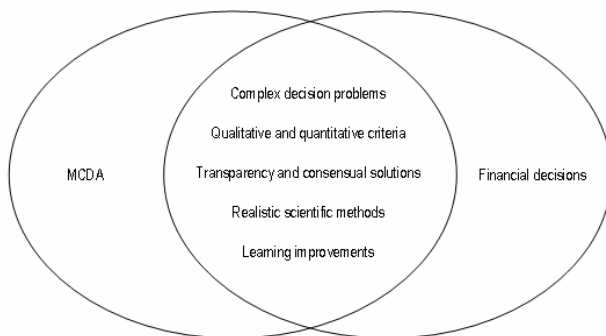 Complex decision problems
Qualitative and quantitative criteria
MCDA
Transparency and consensual solutions
Financial decisions
Realistic scientific methods
Learning improvements